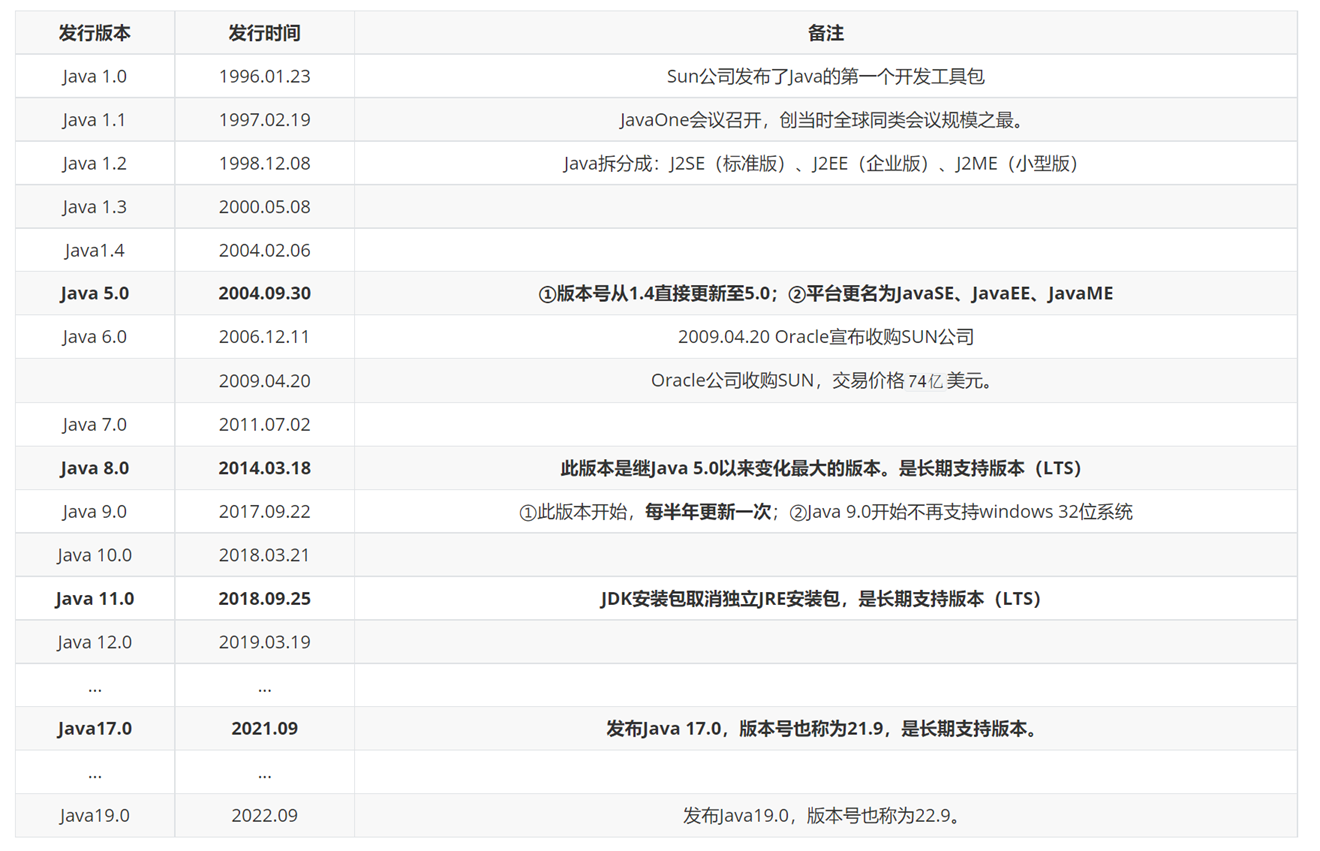 发行版本 发行时间 备注
Java 1.0 1996.01.23 Sun公司发布了Java的第一个开发工具包
Java 1.1 1997.02.19 JavaOne会议召开，创当时全球同类会议规模之最。
Java 1.2 1998.12.08 Java拆分成：J2SE（标准版）、J2EE（企业版）、J2ME（小型版）
Java 1.3 2000.05.08
Java1.4 2004.02.06
Java 5.0 2004.09.30 ①版本号从1.4直接更新至5.0；②平台更名为JavaSE、JavaEE、JavaME
Java 6.0 2006.12.11 2009.04.20 Oracle宣布收购SUN公司
2009.04.20 Oracle公司收购SUN，交易价格74亿美元。
Java 7.0 2011.07.02
Java 8.0 2014.03.18 此版本是继Java 5.0以来变化最大的版本。是长期支持版本（LTS）
Java 9.0 2017.09.22 ①此版本开始，每半年更新一次；②Java 9.0开始不再支持windows 32位系统
Java 10.0 2018.03.21
Java 11.0 2018.09.25 JDK安装包取消独立JRE安装包，是长期支持版本（LTS）
Java 12.0 2019.03.19
... ...
Java17.0 2021.09 发布Java 17.0，版本号也称为21.9，是长期支持版本。
... ...
Java19.0 2022.09 发布Java19.0，版本号也称为22.9。